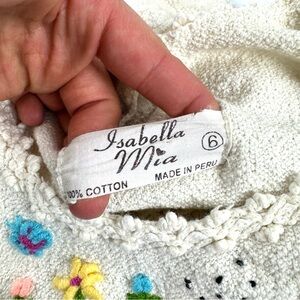 Isabella
Mia
6
100% COTTON
MADE IN PERU